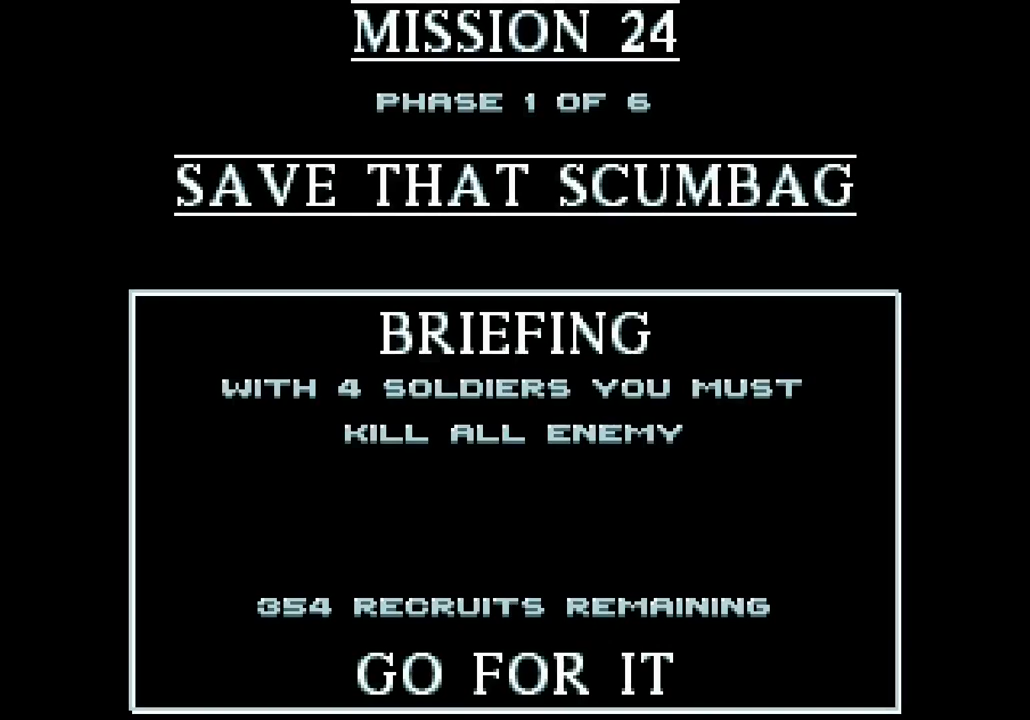 MISSION 24
PHASE 1 OF 6
SAVE THAT SCUMBAG
BRIEFING
WITH 4 SOLDIERS YOU MUST
KILL ALL ENEMY
354 RECRUITS REMAINING
GO FOR IT